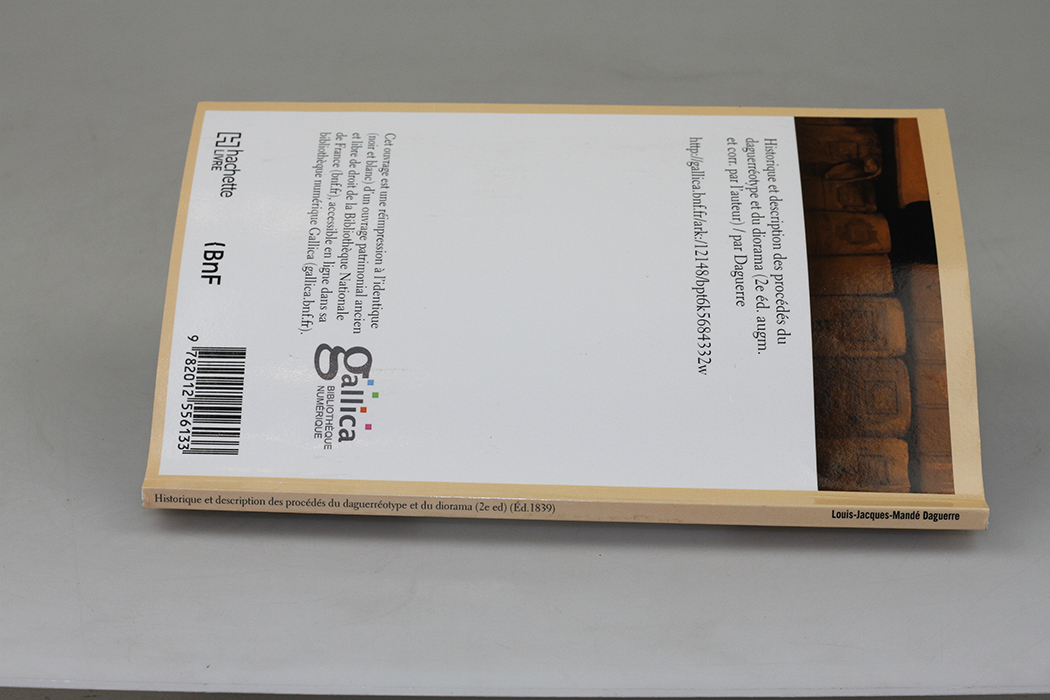 Historique et description des procédés du
daguerréotype et du diorama (2e éd. augm.
et corr. par l'auteur) / par Daguerre
http://gallica.bnf.fr/ark:/12148/bpt6k5684332w
Cet ouvrage est une réimpression à l'identique
(noir et blanc) d'un ouvrage patrimonial ancien
et libre de droit de la Bibliothèque Nationale
de France (bnf.fr), accessible en ligne dans sa
bibliothèque numérique Gallica (gallica.bnf.fr).
gallica
BIBLIOTHÈQUE
NUMÉRIQUE
hachette
LIVRE
{BnF
9 782012 556133
Historique et description des procédés du daguerréotype et du diorama (2e ed) (Éd.1839)
Louis-Jacques-Mandé Daguerre